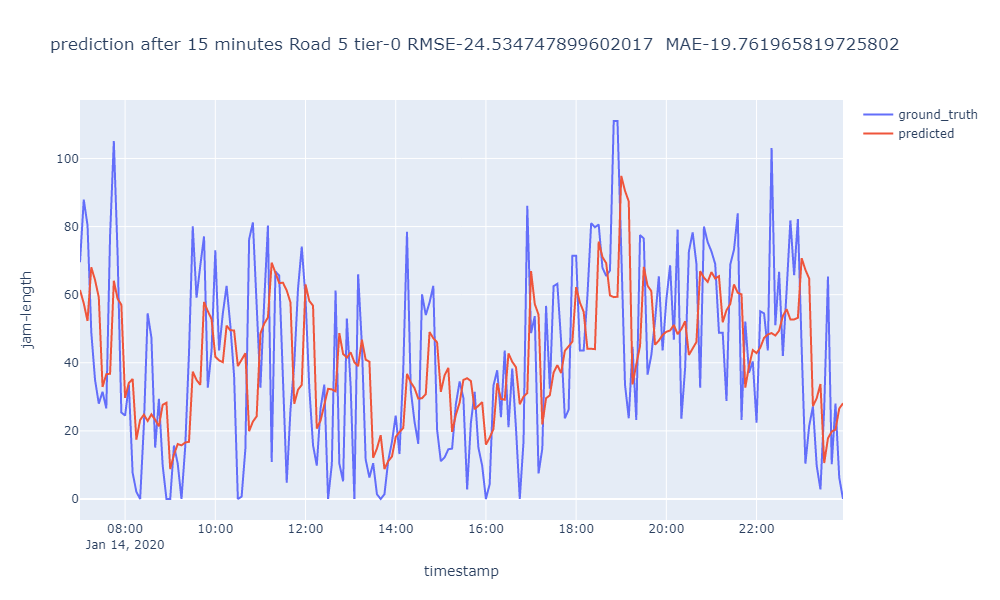 prediction after 15 minutes Road 5 tier-0 RMSE-24.534747899602017  MAE-19.761965819725802
ground_truth
predicted
100
80
60
40
20
0
jam-length
08:00 10:00 12:00 14:00 16:00 18:00 20:00 22:00
Jan 14, 2020
timestamp